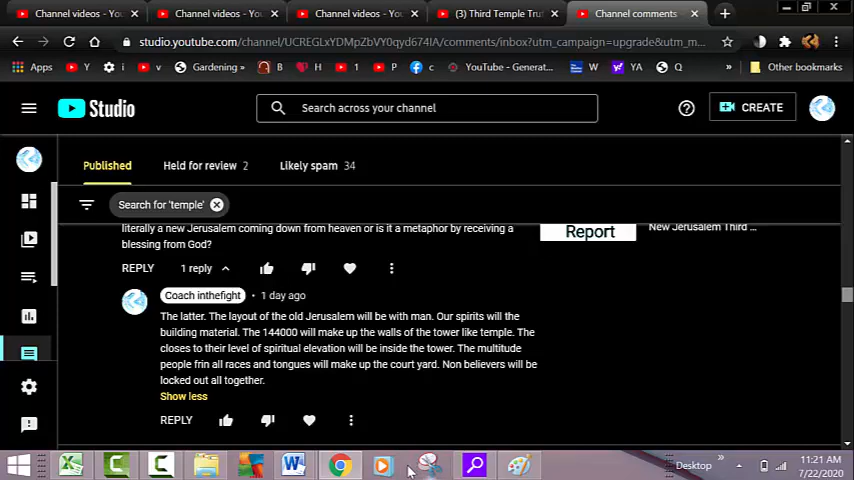 Channel videos - YouTube
Channel videos - YouTube
Channel videos - YouTube
(3) Third Temple Tru
Channel comments -
studio.youtube.com/channel/UCREGLxYDMpZbVY0qyd674IA/comments/inbox?utm_campaign=upgrade&utm_m...
Apps Y i v Gardening » B H 1 P c YouTube - Generat... W YA Q » Other bookmarks
Studio Search across your channel CREATE
Published Held for review 2 Likely spam 34
Search for 'temple'
literally a new Jerusalem coming down from heaven or is it a metaphor by receiving a
blessing from God?
Report New Jerusalem Third ...
REPLY 1 reply
Coach inthefight • 1 day ago
The latter. The layout of the old Jerusalem will be with man. Our spirits will the
building material. The 144000 will make up the walls of the tower like temple. The
closes to their level of spiritual elevation will be inside the tower. The multitude
people frin all races and tongues will make up the court yard. Non believers will be
locked out all together.
Show less
REPLY
Desktop » 11:21 AM
7/22/2020